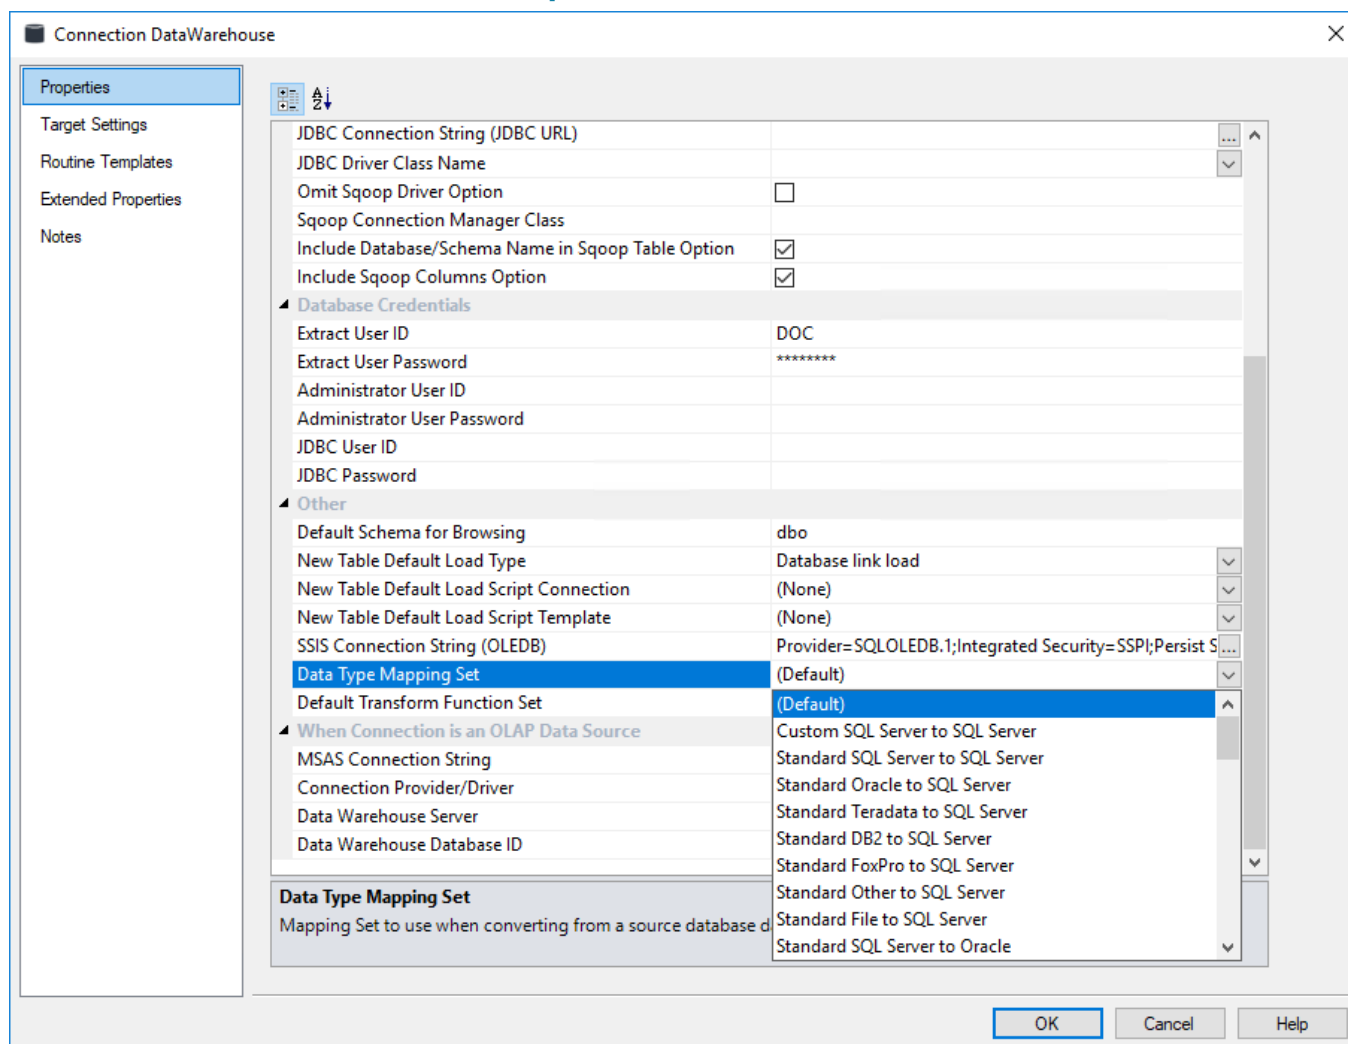 Connection DataWarehouse
Properties
Target Settings
Routine Templates
Extended Properties
Notes
JDBC Connection String (JDBC URL) ...
JDBC Driver Class Name
Omit Sqoop Driver Option
Sqoop Connection Manager Class
Include Database/Schema Name in Sqoop Table Option
Include Sqoop Columns Option
Database Credentials
Extract User ID DOC
Extract User Password ********
Administrator User ID
Administrator User Password
JDBC User ID
JDBC Password
Other
Default Schema for Browsing dbo
New Table Default Load Type Database link load
New Table Default Load Script Connection (None)
New Table Default Load Script Template (None)
SSIS Connection String (OLEDB) Provider=SQLOLEDB.1;Integrated Security=SSPI;Persist S ...
Data Type Mapping Set (Default)
Default Transform Function Set
When Connection is an OLAP Data Source
MSAS Connection String
Connection Provider/Driver
Data Warehouse Server
Data Warehouse Database ID
(Default)
Custom SQL Server to SQL Server
Standard SQL Server to SQL Server
Standard Oracle to SQL Server
Standard Teradata to SQL Server
Standard DB2 to SQL Server
Standard FoxPro to SQL Server
Standard Other to SQL Server
Standard File to SQL Server
Standard SQL Server to Oracle
Data Type Mapping Set
Mapping Set to use when converting from a source database
OK Cancel Help